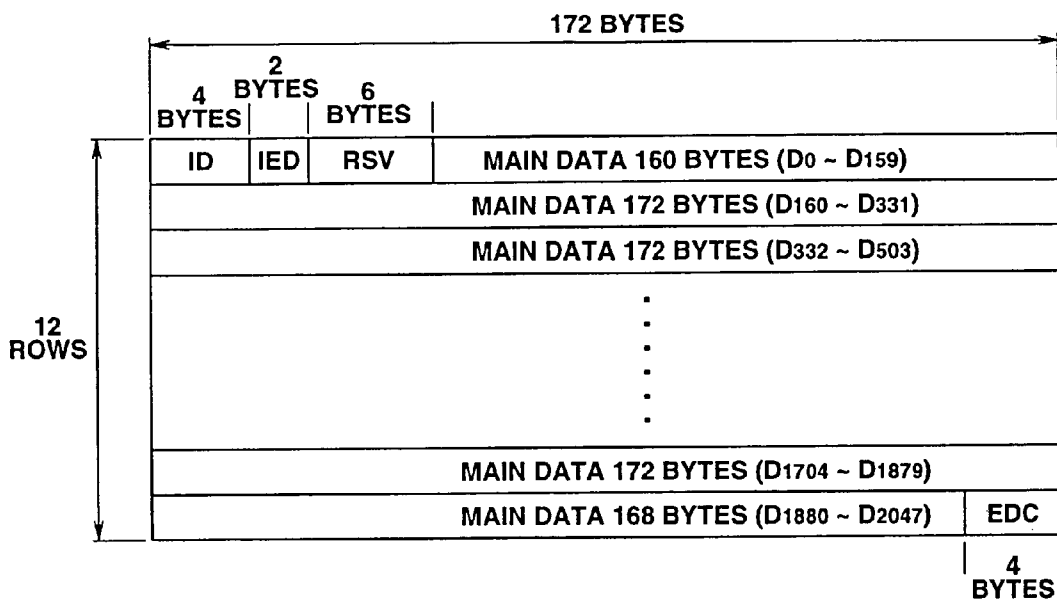 172 BYTES
4
BYTES
2
BYTES
6
BYTES
ID
IED
RSV
MAIN DATA 160 BYTES (D0 ~ D159)
MAIN DATA 172 BYTES (D160 ~ D331)
MAIN DATA 172 BYTES (D332 ~ D503)
12
ROWS
MAIN DATA 172 BYTES (D1704 ~ D1879)
MAIN DATA 168 BYTES (D1880 ~ D2047)
EDC
4
BYTES